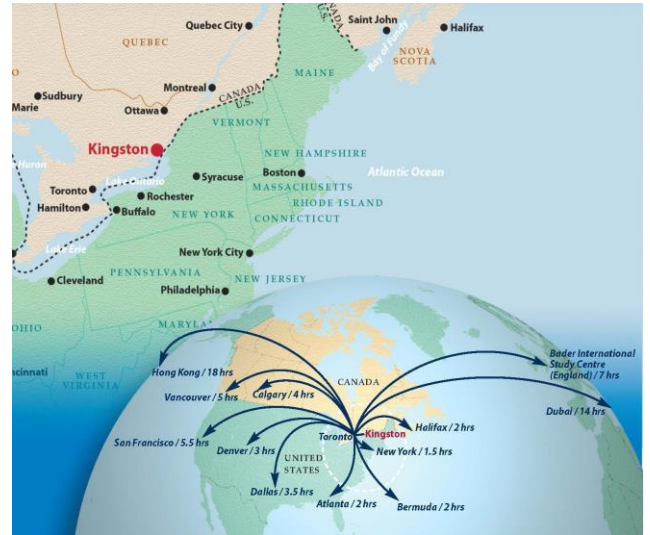 Quebec City
CANADA
U.S.
Saint John
Halifax
QUEBEC
Bay of Fundy
NOVA
SCOTIA
MAINE
Sudbury
Marie
Montreal
CANADA
U.S.
Ottawa
VERMONT
Kingston
NEW HAMPSHIRE
Huron
Lake Ontario
Syracuse
Boston
Atlantic Ocean
Toronto
MASSACHUSETTS
Rochester
RHODE ISLAND
Hamilton
Buffalo
NEW YORK
CONNECTICUT
Lake Erie
New York City
PENNSYLVANIA
NEW JERSEY
Cleveland
Philadelphia
OHIO
MARYLA
cincinnati
WEST
VIRGINIA
Hong Kong / 18 hrs
CANADA
Bader International
Study Centre
(England) / 7 hrs
Vancouver / 5 hrs
Calgary / 4 hrs
Dubal / 14 hrs
Halifax / 2 hrs
San Francisco / 5.5 hrs
Toronto
Kingston
Denver / 3 hrs
UNITED
STATES
New York / 1.5 hrs
Dallas / 3.5 hrs
Atlanta / 2 hrs
Bermuda / 2 hrs